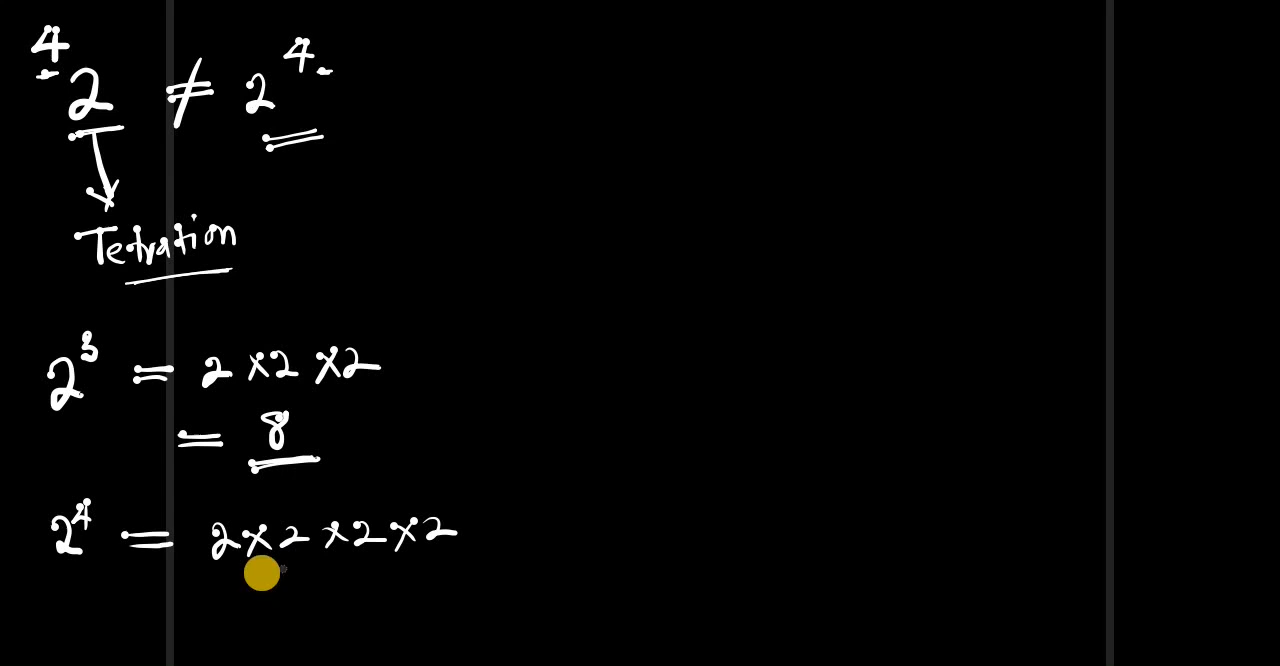 ⁴2 ≠ 2⁴
Tetration
2³ = 2 × 2 × 2
= 8
2⁴ = 2 × 2 × 2 × 2